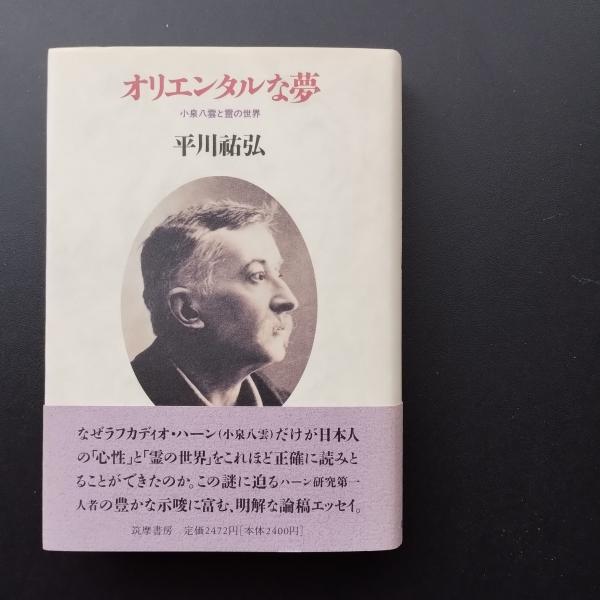 オリエンタルな夢
小泉八雲と霊の世界
平川祐弘
なぜラフカディオ・ハーン(小泉八雲)だけが日本人
の「心性」と「霊の世界」をこれほど正確に読みと
ることができたのか。この謎に迫るハーン研究第一
人者の豊かな示唆に富む、明解な論稿エッセイ。
筑摩書房 定価2472円[本体2400円]